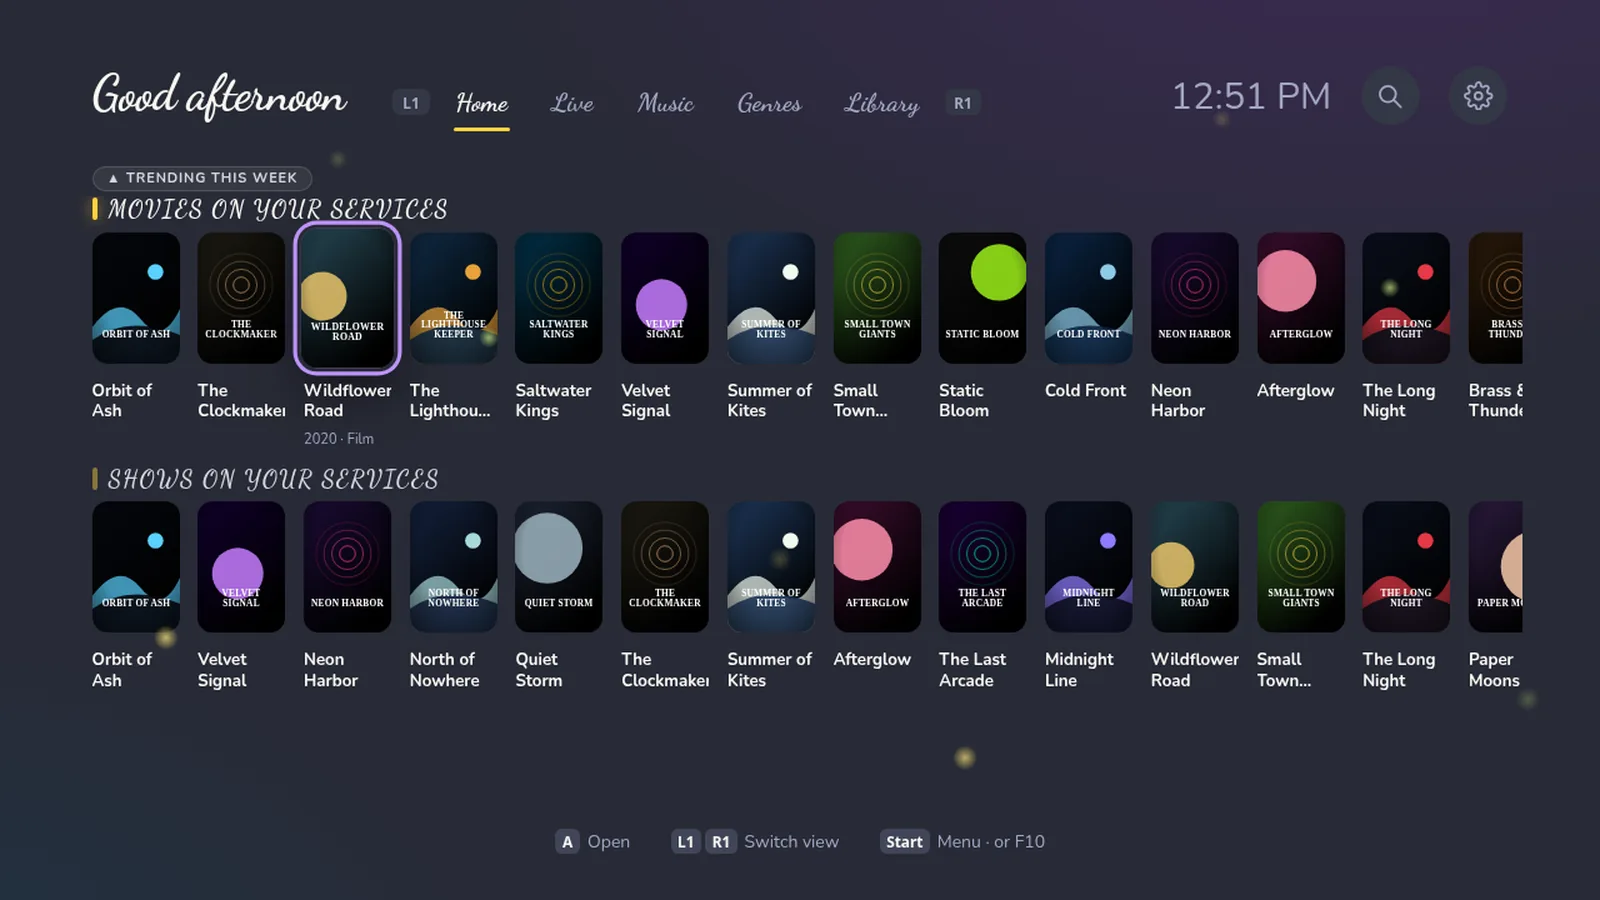 Good afternoon
L1
Home
Live
Music
Genres
Library
R1
12:51 PM
▲ TRENDING THIS WEEK
MOVIES ON YOUR SERVICES
ORBIT OF ASH
THE
CLOCKMAKER
WILDFLOWER
ROAD
THE
LIGHTHOUSE
KEEPER
SALTWATER
KINGS
VELVET
SIGNAL
SUMMER OF
KITES
SMALL TOWN
GIANTS
STATIC BLOOM
COLD FRONT
NEON HARBOR
AFTERGLOW
THE LONG
NIGHT
BRASS
THUND
Orbit of
Ash
The
Clockmaker
Wildflower
Road
2020 · Film
The
Lighthou...
Saltwater
Kings
Velvet
Signal
Summer of
Kites
Small
Town...
Static
Bloom
Cold Front
Neon
Harbor
Afterglow
The Long
Night
Brass &
Thunde
SHOWS ON YOUR SERVICES
ORBIT OF ASH
VELVET
SIGNAL
NEON HARBOR
NORTH OF
NOWHERE
QUIET STORM
THE
CLOCKMAKER
SUMMER OF
KITES
AFTERGLOW
THE LAST
ARCADE
MIDNIGHT
LINE
WILDFLOWER
ROAD
SMALL TOWN
GIANTS
THE LONG
NIGHT
PAPER MO
Orbit of
Ash
Velvet
Signal
Neon
Harbor
North of
Nowhere
Quiet
Storm
The
Clockmaker
Summer of
Kites
Afterglow
The Last
Arcade
Midnight
Line
Wildflower
Road
Small
Town...
The Long
Night
Paper
Moons
A Open
L1 R1 Switch view
Start Menu · or F10